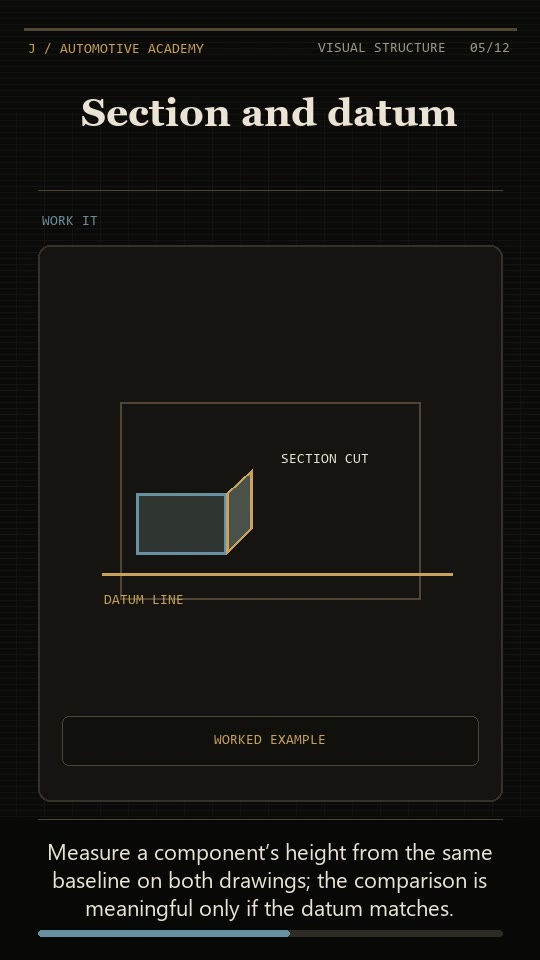 J / AUTOMOTIVE ACADEMY
VISUAL STRUCTURE 05/12
Section and datum
WORK IT
SECTION CUT
DATUM LINE
WORKED EXAMPLE
Measure a component’s height from the same
baseline on both drawings; the comparison is
meaningful only if the datum matches.